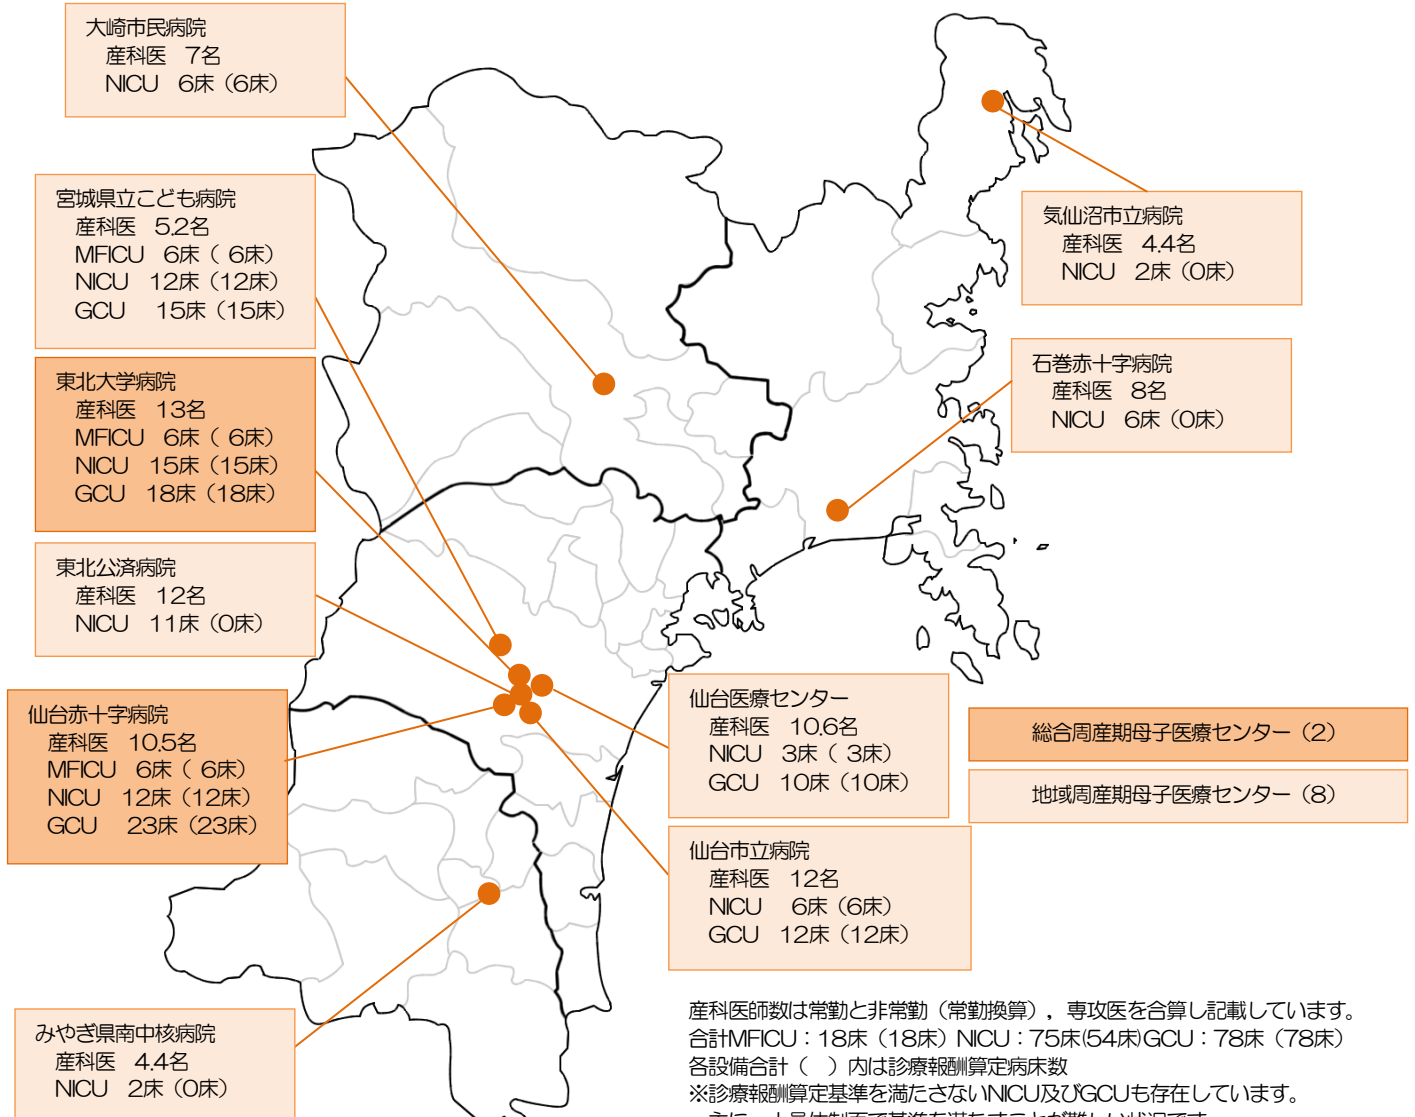 大崎市民病院
産科医　7名
NICU　6床（6床）
宮城県立こども病院
産科医　5.2名
MFICU　6床（ 6床）
NICU　12床（12床）
GCU　15床（15床）
東北大学病院
産科医　13名
MFICU　6床（ 6床）
NICU　15床（15床）
GCU　18床（18床）
東北公済病院
産科医　12名
NICU　11床（0床）
仙台赤十字病院
産科医　10.5名
MFICU　6床（ 6床）
NICU　12床（12床）
GCU　23床（23床）
みやぎ県南中核病院
産科医　4.4名
NICU　2床（0床）
気仙沼市立病院
産科医　4.4名
NICU　2床（0床）
石巻赤十字病院
産科医　8名
NICU　6床（0床）
仙台医療センター
産科医　10.6名
NICU　3床（ 3床）
GCU　10床（10床）
仙台市立病院
産科医　12名
NICU　6床（6床）
GCU　12床（12床）
総合周産期母子医療センター（2）
地域周産期母子医療センター（8）
産科医師数は常勤と非常勤（常勤換算），専攻医を合算し記載しています。
合計MFICU：18床（18床）NICU：75床(54床)GCU：78床（78床）
各設備合計（　）内は診療報酬算定病床数
※診療報酬算定基準を満たさないNICU及びGCUも存在しています。